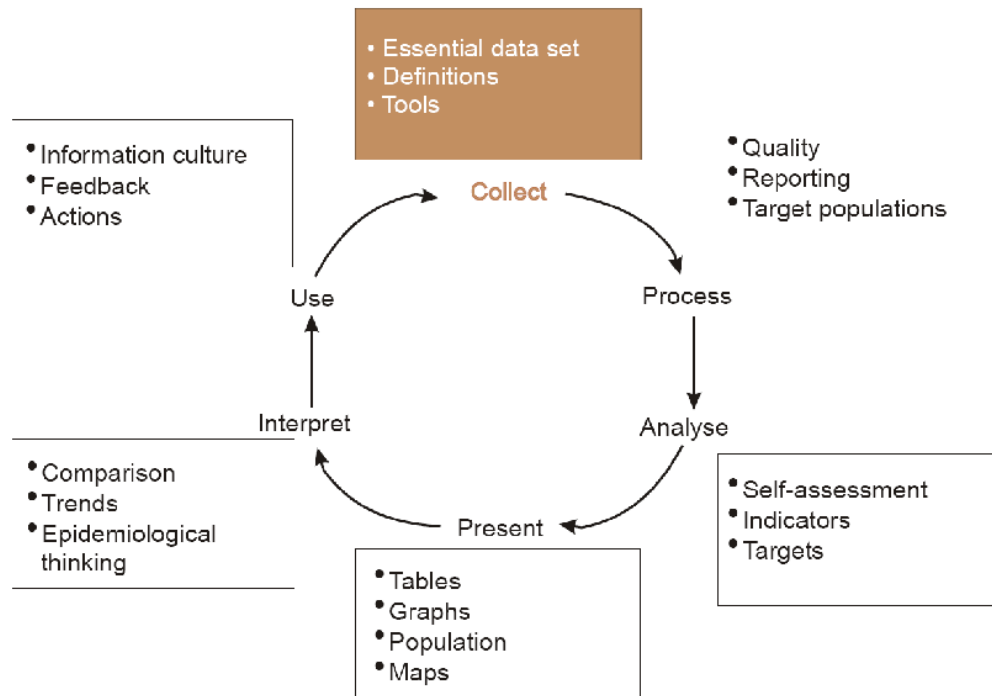 • Essential data set
• Definitions
• Tools
Collect
• Quality
• Reporting
• Target populations
Process
Analyse
• Self-assessment
• Indicators
• Targets
Present
• Tables
• Graphs
• Population
• Maps
Interpret
• Comparison
• Trends
• Epidemiological
thinking
Use
• Information culture
• Feedback
• Actions